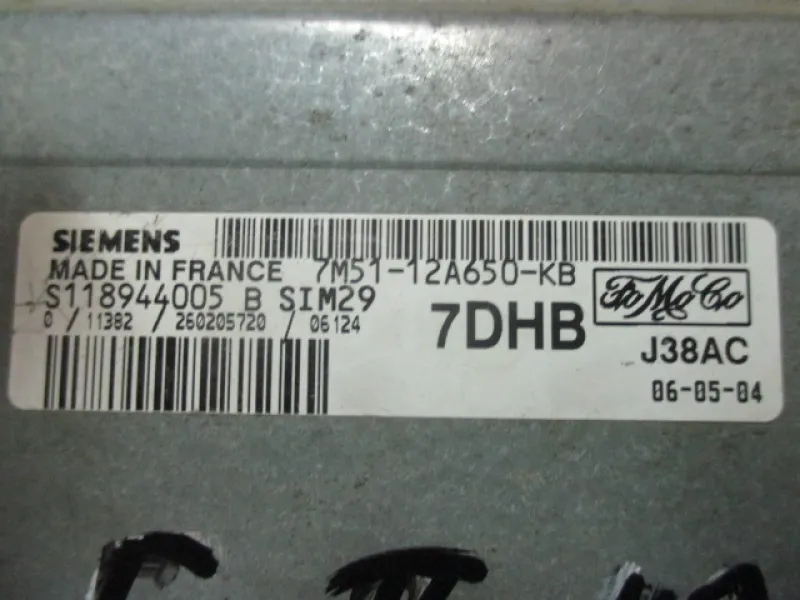 SIEMENS
MADE IN FRANCE 7M51-12A650-KB
S118944005 B SIM29
0 / 11382 / 260205720 / 06124
7DHB
FoMoCo
J38AC
06-05-04